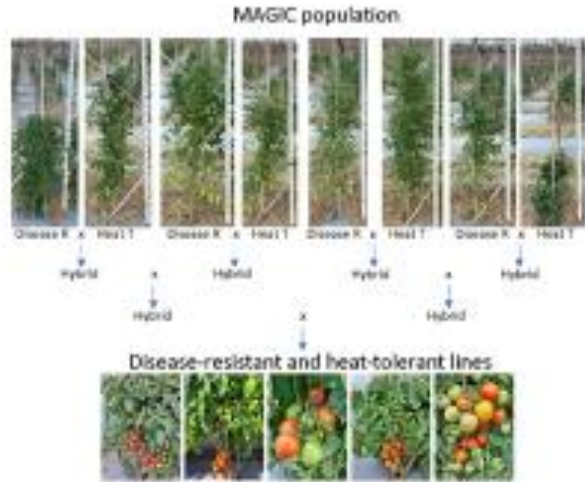 MAGIC population
Disease R x Heat T Disease R x Heat T Disease R x Heat T Disease R x Heat T
Hybrid x Hybrid Hybrid x Hybrid
Hybrid x Hybrid
Disease-resistant and heat-tolerant lines